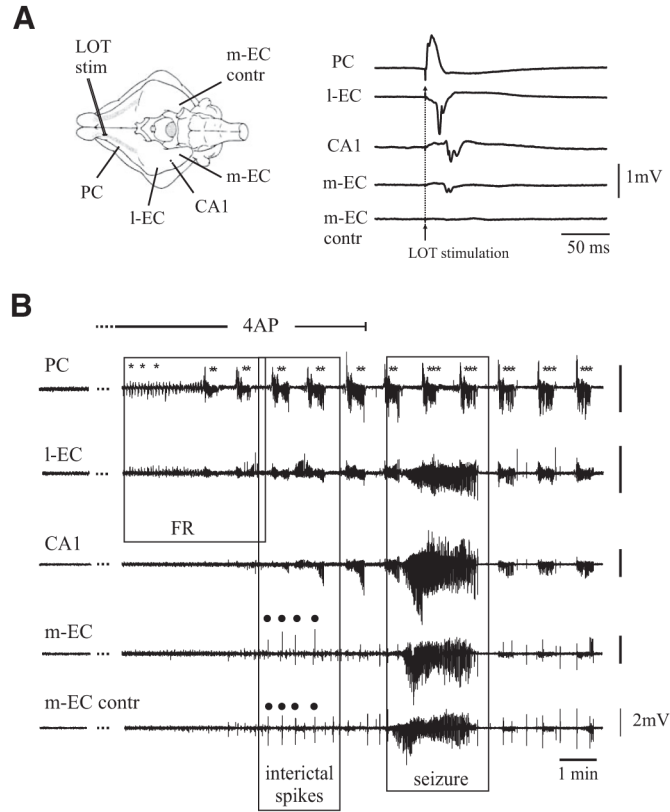 A
LOT
stim
m-EC
contr
PC
l-EC
CA1
m-EC
PC
l-EC
CA1
m-EC
m-EC
contr
1mV
50 ms
LOT stimulation
B
4AP
PC
* * *
** ** ** ** ** ** *** *** *** *** ***
l-EC
FR
CA1
m-EC
m-EC contr
2mV
interictal
spikes
seizure
1 min